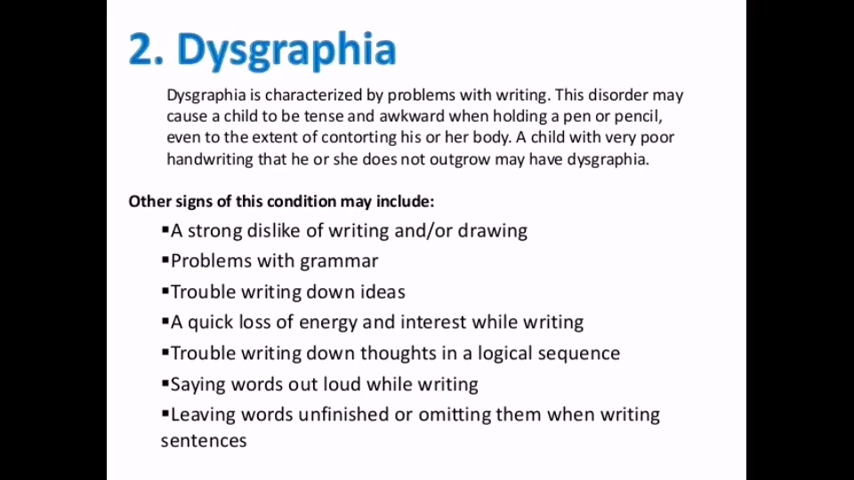 2. Dysgraphia
Dysgraphia is characterized by problems with writing. This disorder may
cause a child to be tense and awkward when holding a pen or pencil,
even to the extent of contorting his or her body. A child with very poor
handwriting that he or she does not outgrow may have dysgraphia.
Other signs of this condition may include:
▪A strong dislike of writing and/or drawing
▪Problems with grammar
▪Trouble writing down ideas
▪A quick loss of energy and interest while writing
▪Trouble writing down thoughts in a logical sequence
▪Saying words out loud while writing
▪Leaving words unfinished or omitting them when writing
sentences